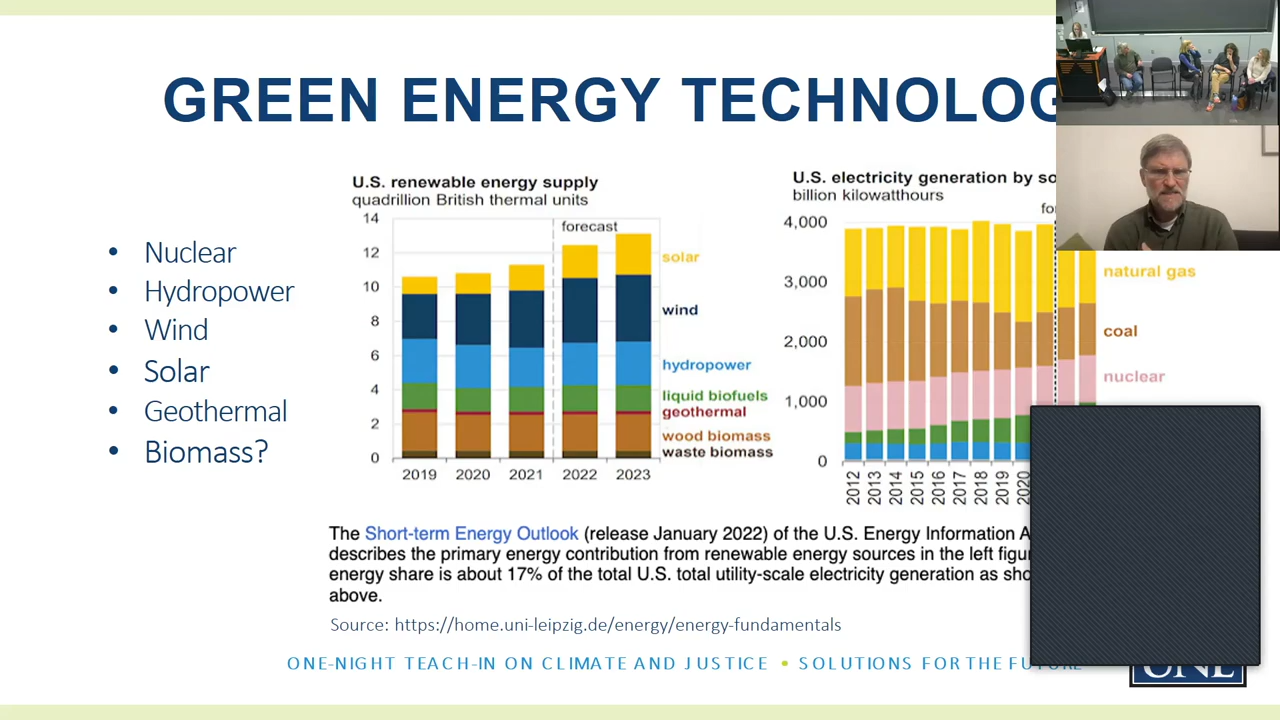 GREEN ENERGY TECHNOLOG
• Nuclear
• Hydropower
• Wind
• Solar
• Geothermal
• Biomass?
U.S. renewable energy supply
quadrillion British thermal units
14
12
10
8
6
4
2
0
forecast
solar
wind
hydropower
liquid biofuels
geothermal
wood biomass
waste biomass
2019 2020 2021 2022 2023
U.S. electricity generation by so
billion kilowatthours
fo
4,000
3,000
2,000
1,000
0
natural gas
coal
nuclear
2012 2013 2014 2015 2016 2017 2018 2019 2020
The Short-term Energy Outlook (release January 2022) of the U.S. Energy Information A
describes the primary energy contribution from renewable energy sources in the left figu
energy share is about 17% of the total U.S. total utility-scale electricity generation as sho
above.
Source: https://home.uni-leipzig.de/energy/energy-fundamentals
ONE-NIGHT TEACH-IN ON CLIMATE AND JUSTICE • SOLUTIONS FOR THE FUTURE